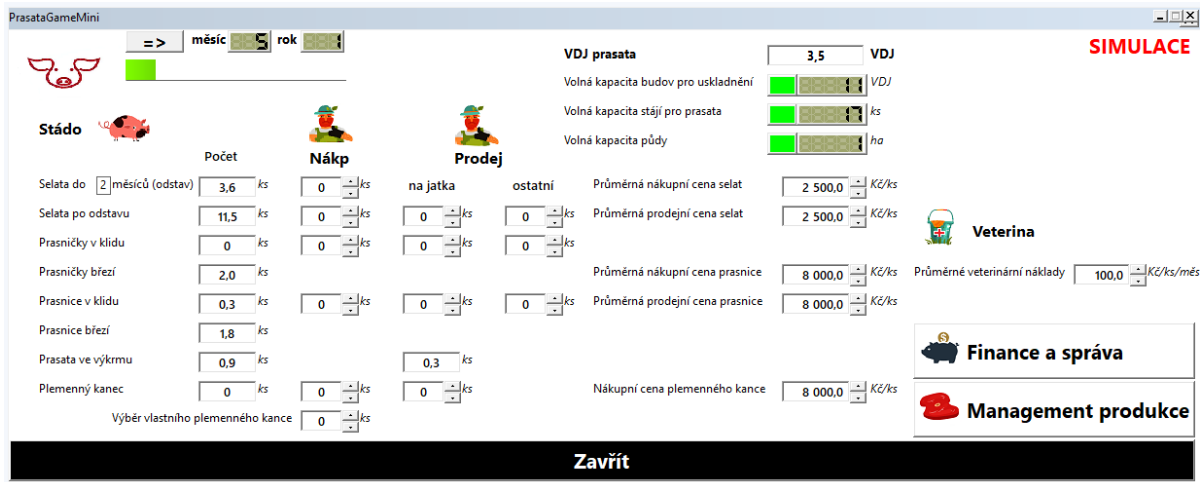 PrasataGameMini
=> měsíc 5 rok 1
SIMULACE
VDJ prasata 3,5 VDJ
Volná kapacita budov pro uskladnění 11 VDJ
Volná kapacita stájí pro prasata 17 ks
Volná kapacita půdy 1 ha
Stádo
Počet Nákp Prodej
Selata do 2 měsíců (odstav) 3,6 ks 0 ks na jatka ostatní Průměrná nákupní cena selat 2 500,0 Kč/ks
Selata po odstavu 11,5 ks 0 ks 0 ks 0 ks Průměrná prodejní cena selat 2 500,0 Kč/ks
Veterina
Prasničky v klidu 0 ks 0 ks 0 ks 0 ks
Prasničky březí 2,0 ks Průměrná nákupní cena prasnice 8 000,0 Kč/ks Průměrné veterinární náklady 100,0 Kč/ks/měs
Prasnice v klidu 0,3 ks 0 ks 0 ks 0 ks Průměrná prodejní cena prasnice 8 000,0 Kč/ks
Prasnice březí 1,8 ks
Finance a správa
Prasata ve výkrmu 0,9 ks 0,3 ks
Plemenný kanec 0 ks 0 ks 0 ks Nákupní cena plemenného kance 8 000,0 Kč/ks
Management produkce
Výběr vlastního plemenného kance 0 ks
Zavřít